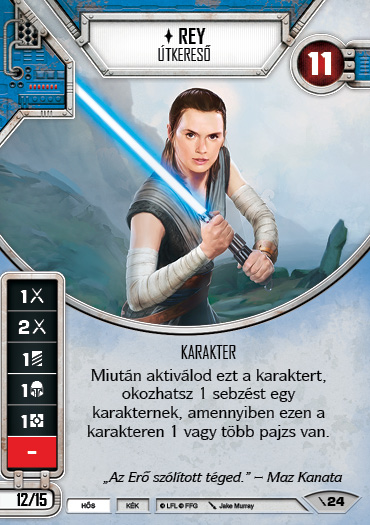 REY
ÚTKERESŐ
11
1
2
1
1
1
–
12/15
KARAKTER
Miután aktiválod ezt a karaktert,
okozhatsz 1 sebzést egy
karakternek, amennyiben ezen a
karakteren 1 vagy több pajzs van.
„Az Erő szólított téged.” – Maz Kanata
HŐS
KÉK
© LFL © FFG
Jake Murray
24